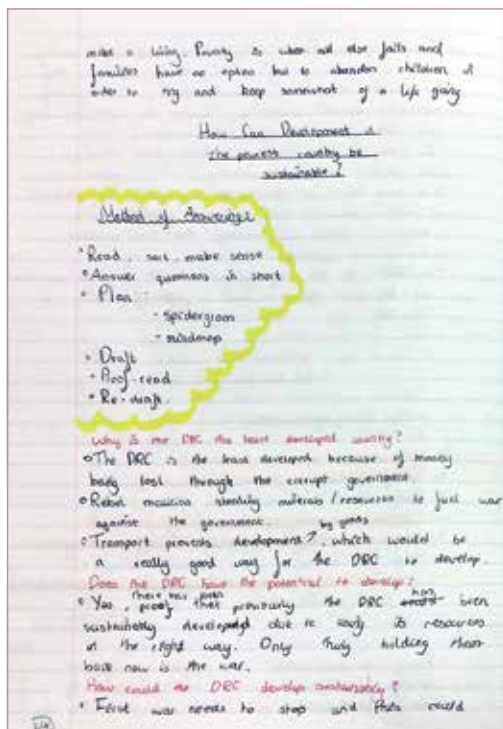 make a living. Poverty is when all else fails and
families have no option but to abandon children, in
order to try and keep somewhat of a life going
How Can Development in
the poorest country be
sustainable?
Method of
• Read, sort, make sense
• Answer questions in short
• Plan
- spidergram
- mindmap
• Draft
• Proof-read
• Re-draft.
Why is the DRC the least developed country?
• The DRC is the least developed because of money
being lost through the corrupt government.
• Rebel stealing materials/resources to fuel war
against the government.
• Transport prevents development?, which would be
a really good way for the DRC to develop.
Does the DRC have the potential to develop?
• Yes, there has been proof that previously the DRC has been
sustainably developed due to its resources
in the right way. Only thing holding them
back now is the war.
How could the DRC develop sustainably?
• First war needs to stop and then could